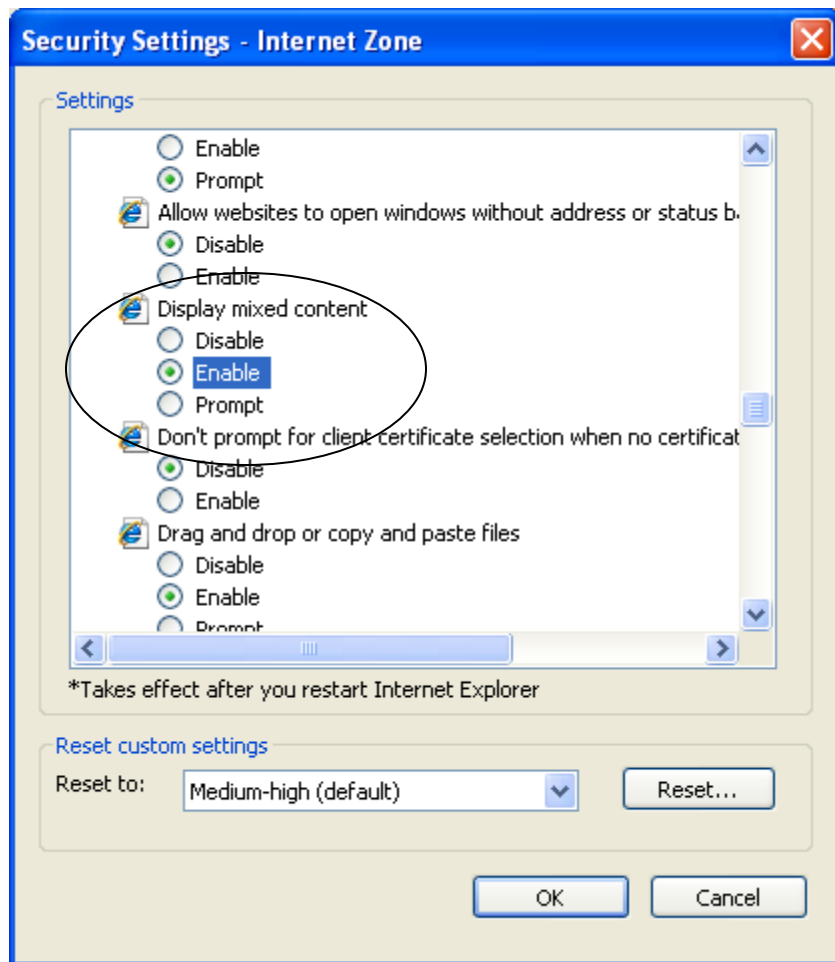 Security Settings - Internet Zone
Settings
Enable
Prompt
Allow websites to open windows without address or status ba
Disable
Enable
Display mixed content
Disable
Enable
Prompt
Don't prompt for client certificate selection when no certificat
Disable
Enable
Drag and drop or copy and paste files
Disable
Enable
Prompt
*Takes effect after you restart Internet Explorer
Reset custom settings
Reset to: Medium-high (default) Reset...
OK Cancel